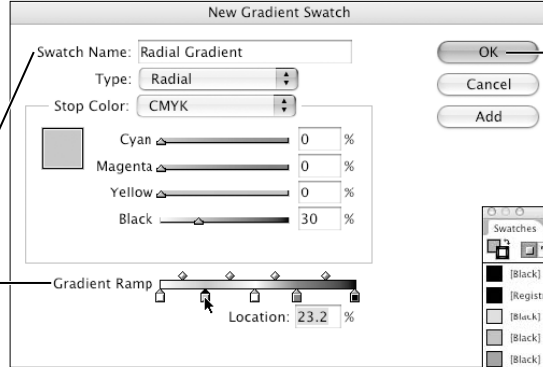 New Gradient Swatch
Swatch Name: Radial Gradient
Type: Radial
Stop Color: CMYK
Cyan 0 %
Magenta 0 %
Yellow 0 %
Black 30 %
Gradient Ramp
Location: 23.2 %
OK
Cancel
Add
Swatches
[Black]
[Regist
[Black]
[Black]
[Black]